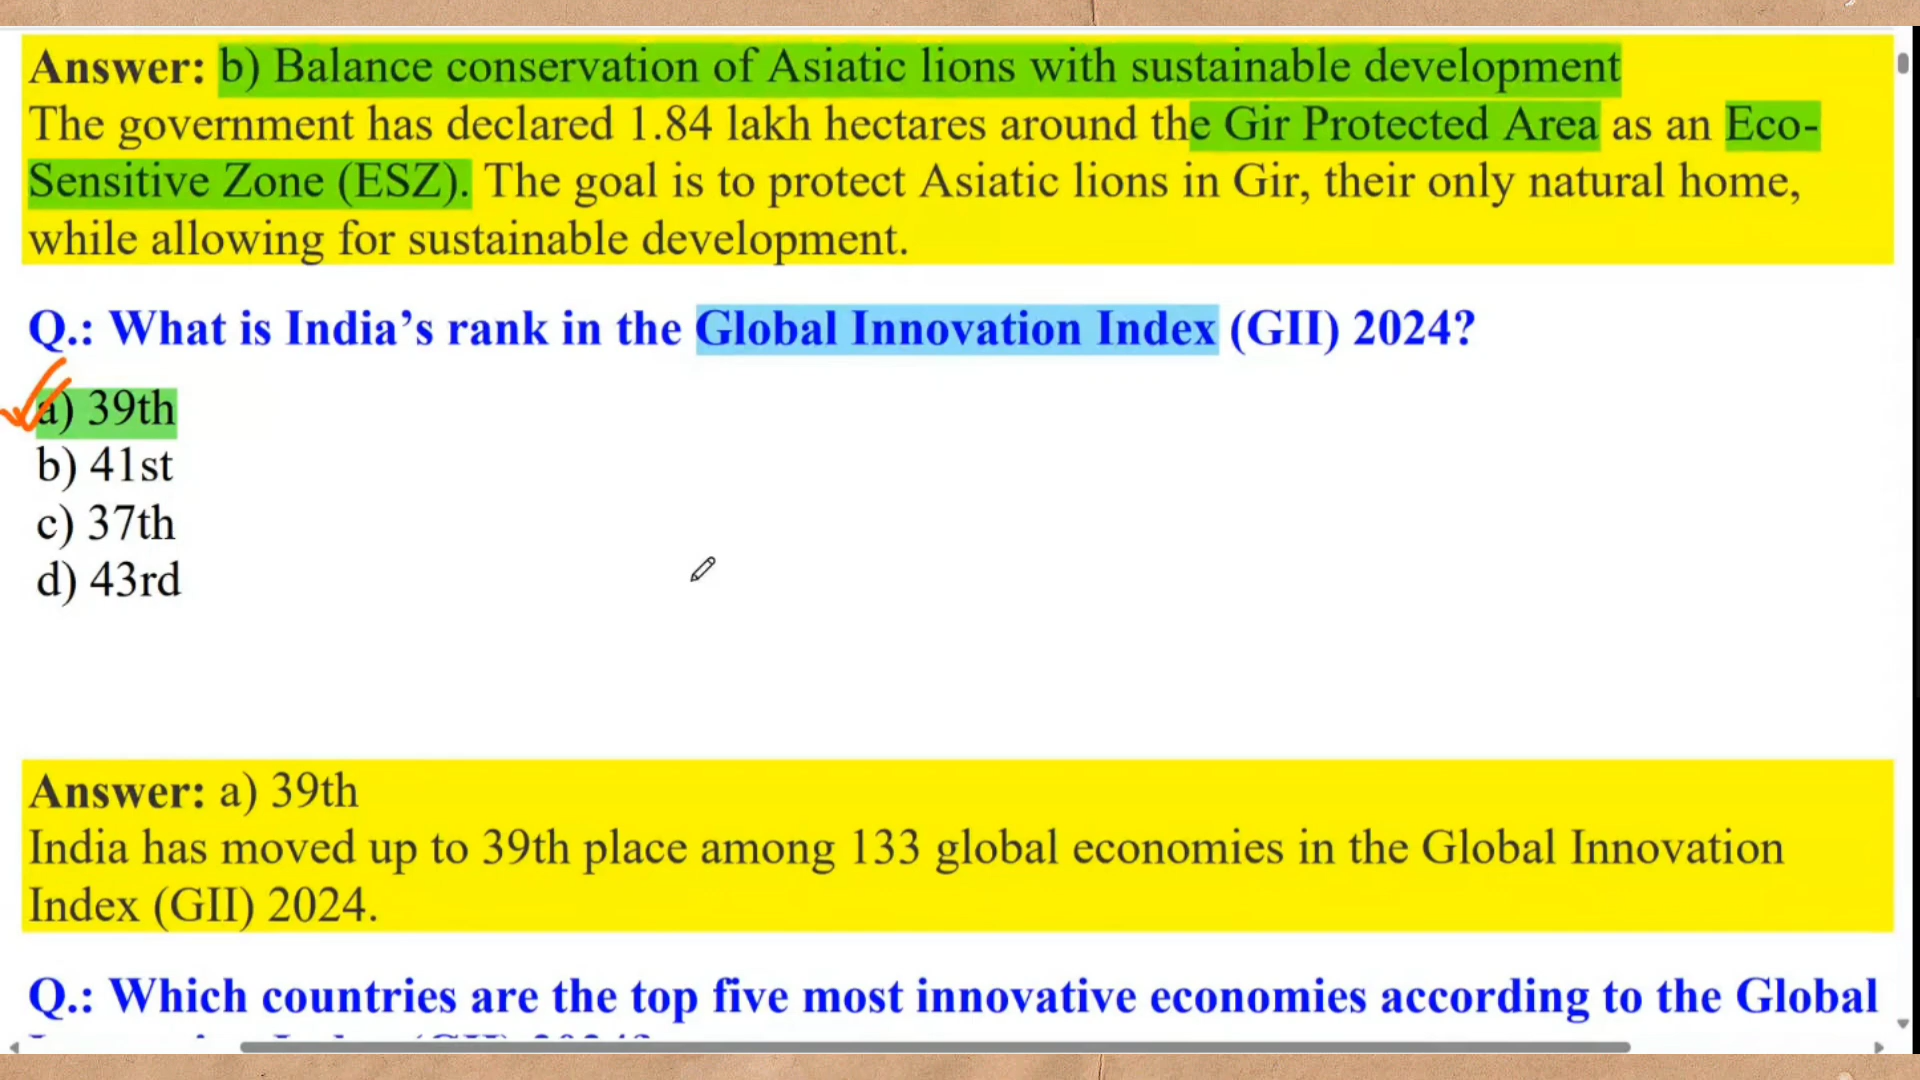 Answer: b) Balance conservation of Asiatic lions with sustainable development
The government has declared 1.84 lakh hectares around the Gir Protected Area as an Eco-
Sensitive Zone (ESZ). The goal is to protect Asiatic lions in Gir, their only natural home,
while allowing for sustainable development.
Q.: What is India’s rank in the Global Innovation Index (GII) 2024?
a) 39th
b) 41st
c) 37th
d) 43rd
Answer: a) 39th
India has moved up to 39th place among 133 global economies in the Global Innovation
Index (GII) 2024.
Q.: Which countries are the top five most innovative economies according to the Global